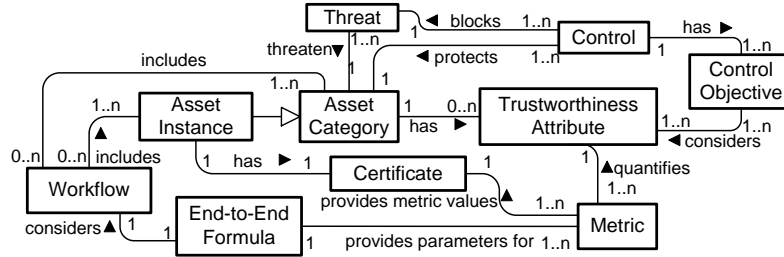 Threat
1
◄ blocks
1..n
Control
has ►
1
1..n
threaten ▼
1..n
1
◄ protects
1..n
1
Control
Objective
includes
1..n
1..n
Asset
Instance
Asset
Category
1
has ►
0..n
Trustworthiness
Attribute
1..n
1..n
◄ considers
0..n
0..n
▲ includes
1
has ►
1
Certificate
1
1
▲ quantifies
1..n
Workflow
provides metric values ▲
1..n
considers ▲
1
1
End-to-End
Formula
1
provides parameters for
1..n
Metric